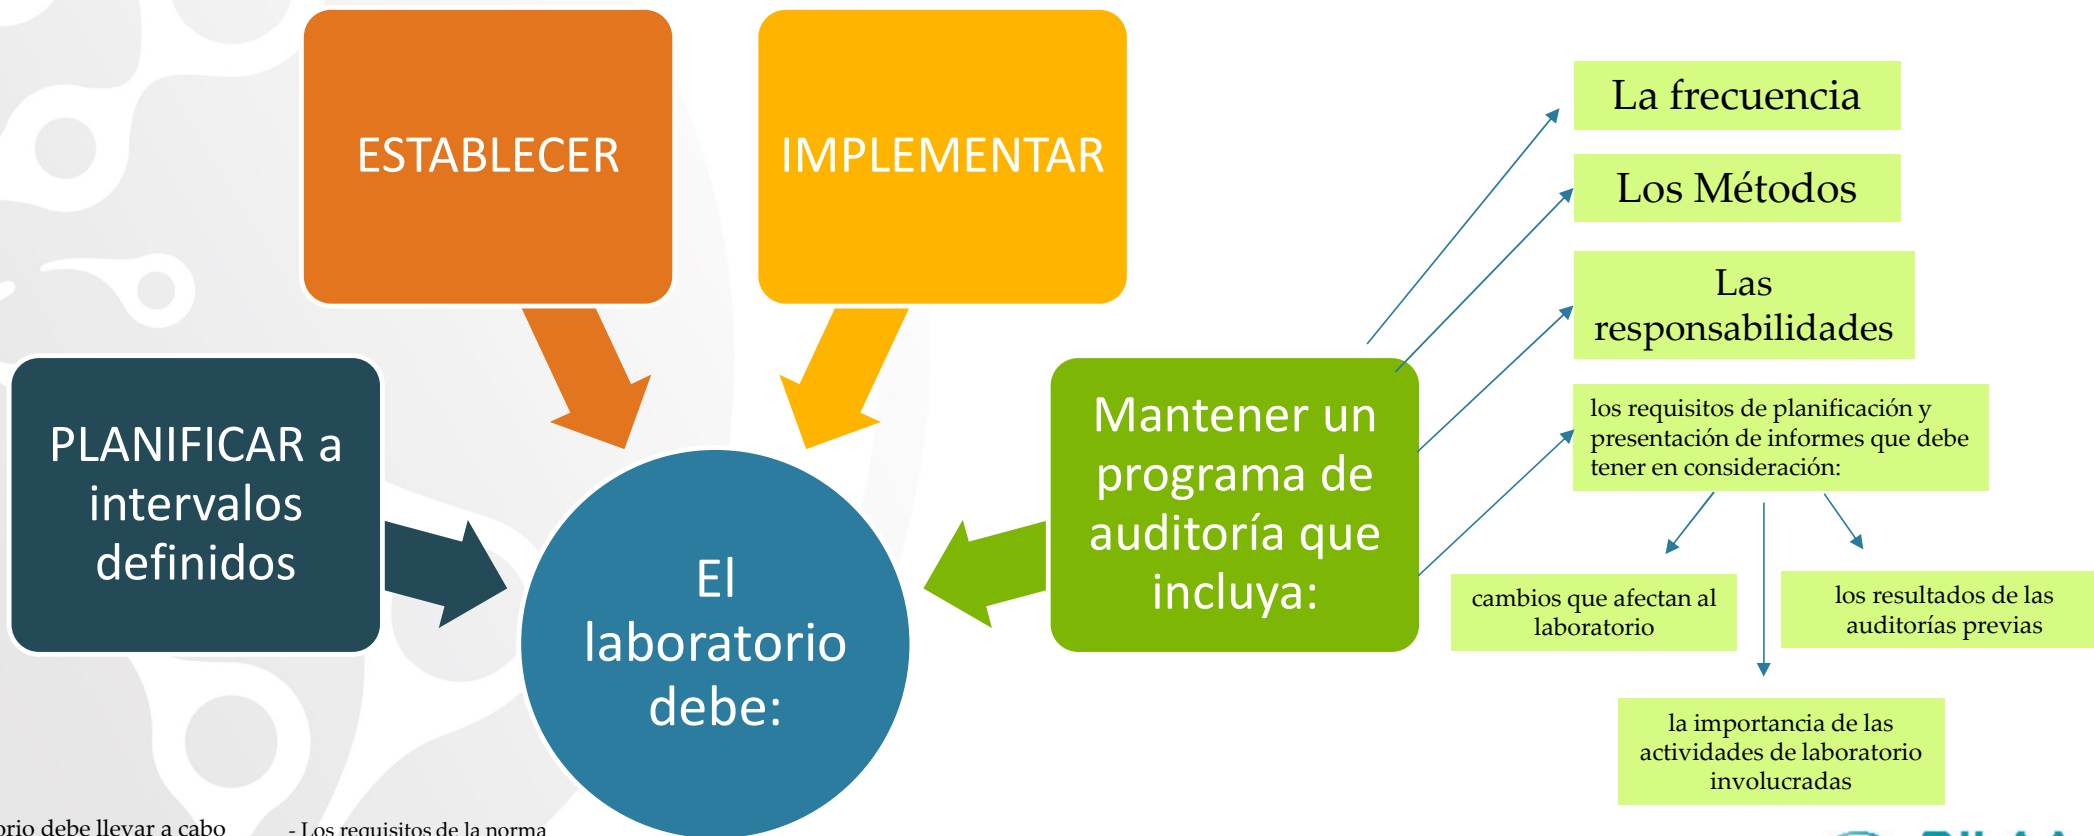 ESTABLECER
IMPLEMENTAR
PLANIFICAR a
intervalos
definidos
El
laboratorio
debe:
Mantener un
programa de
auditoría que
incluya:
La frecuencia
Los Métodos
Las
responsabilidades
los requisitos de planificación y
presentación de informes que debe
tener en consideración:
cambios que afectan al
laboratorio
los resultados de las
auditorías previas
la importancia de las
actividades de laboratorio
involucradas
debe llevar a cabo
- Los requisitos de la norma